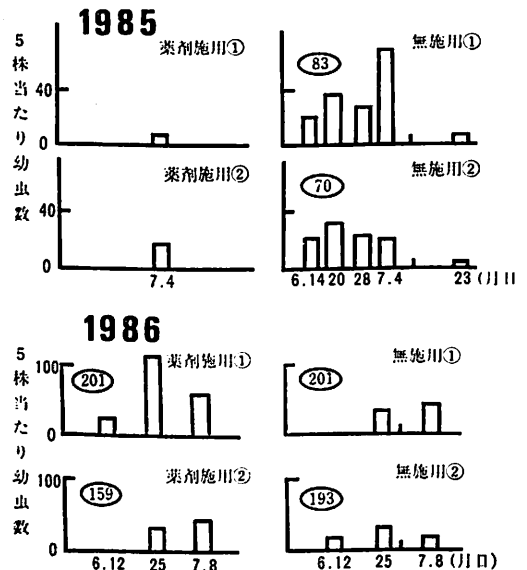 1985
5株当たり幼虫数
薬剤施用①
40
0
無施用①
83
薬剤施用②
40
0
7.4
無施用②
70
6.14 20 28 7.4 23 (月日
1986
5株当たり幼虫数
薬剤施用①
100
0
201
無施用①
201
薬剤施用②
100
0
159
6.12 25 7.8
無施用②
193
6.12 25 7.8 (月日)